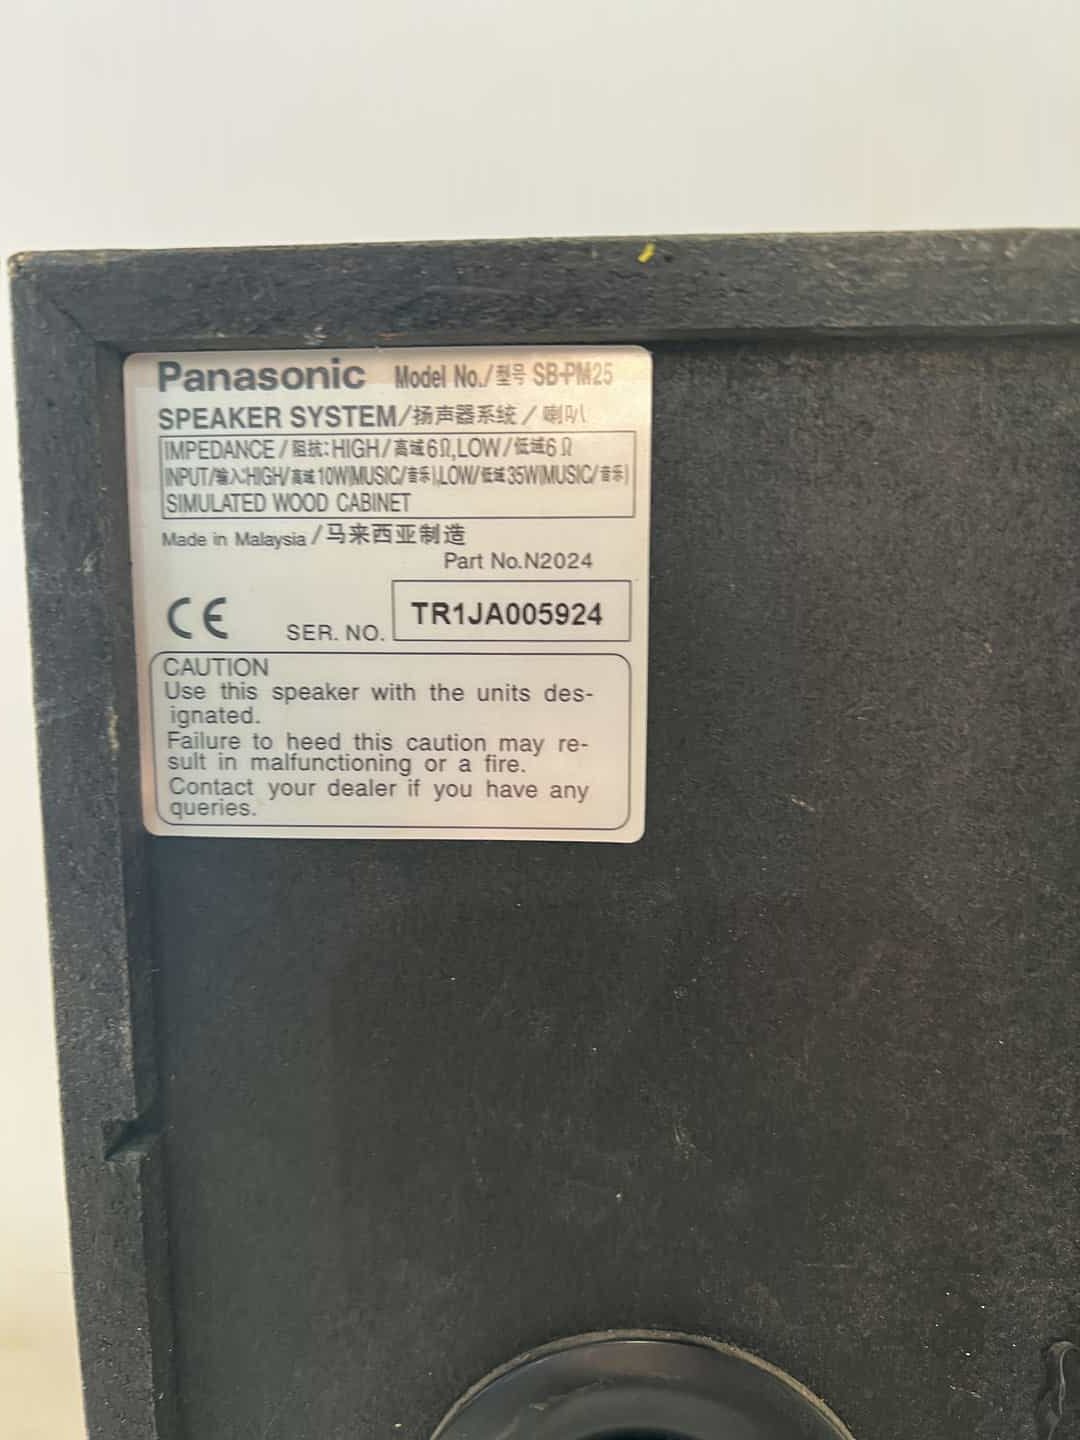 Panasonic Model No./型号 SB-PM25
SPEAKER SYSTEM/扬声器系统/喇叭
IMPEDANCE/阻抗:HIGH/高域6Ω,LOW/低域6Ω
INPUT/输入:HIGH/高域10W(MUSIC/音乐),LOW/低域35W(MUSIC/音乐)
SIMULATED WOOD CABINET
Made in Malaysia/马来西亚制造
Part No.N2024
CE SER. NO. TR1JA005924
CAUTION
Use this speaker with the units des-
ignated.
Failure to heed this caution may re-
sult in malfunctioning or a fire.
Contact your dealer if you have any
queries.